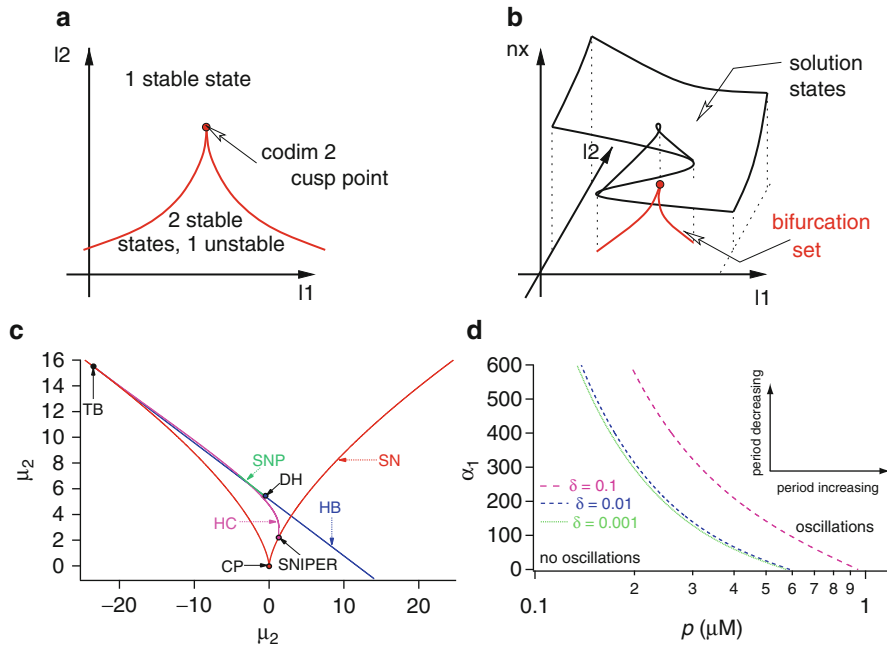 a
l2
1 stable state
codim 2
cusp point
2 stable
states, 1 unstable
l1
b
nx
solution
states
l2
bifurcation
set
l1
c
16
14
12
10
8
6
4
2
0
μ2
TB
SNP
DH
SN
HC
HB
CP
SNIPER
−20
−10
0
10
20
μ2
d
600
500
400
300
200
100
0
α1
period decreasing
period increasing
δ = 0.1
δ = 0.01
δ = 0.001
oscillations
no oscillations
0.1
2
3
4
5
6
7
8
9
1
p (μM)